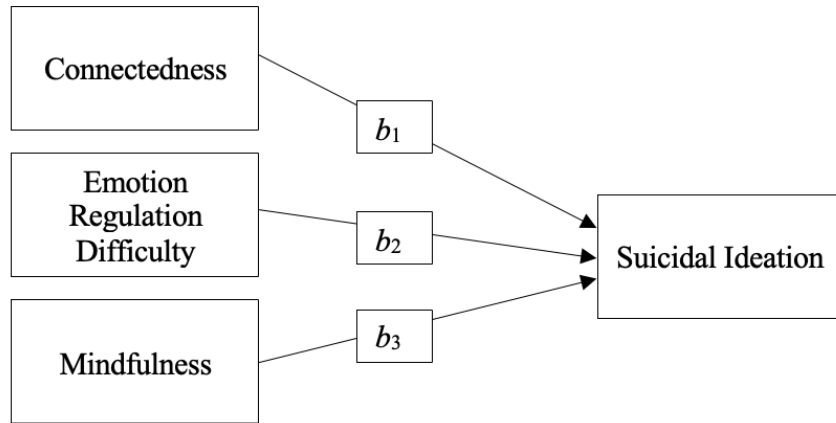 Connectedness
b1
Emotion
Regulation
Difficulty
b2
Suicidal Ideation
Mindfulness
b3